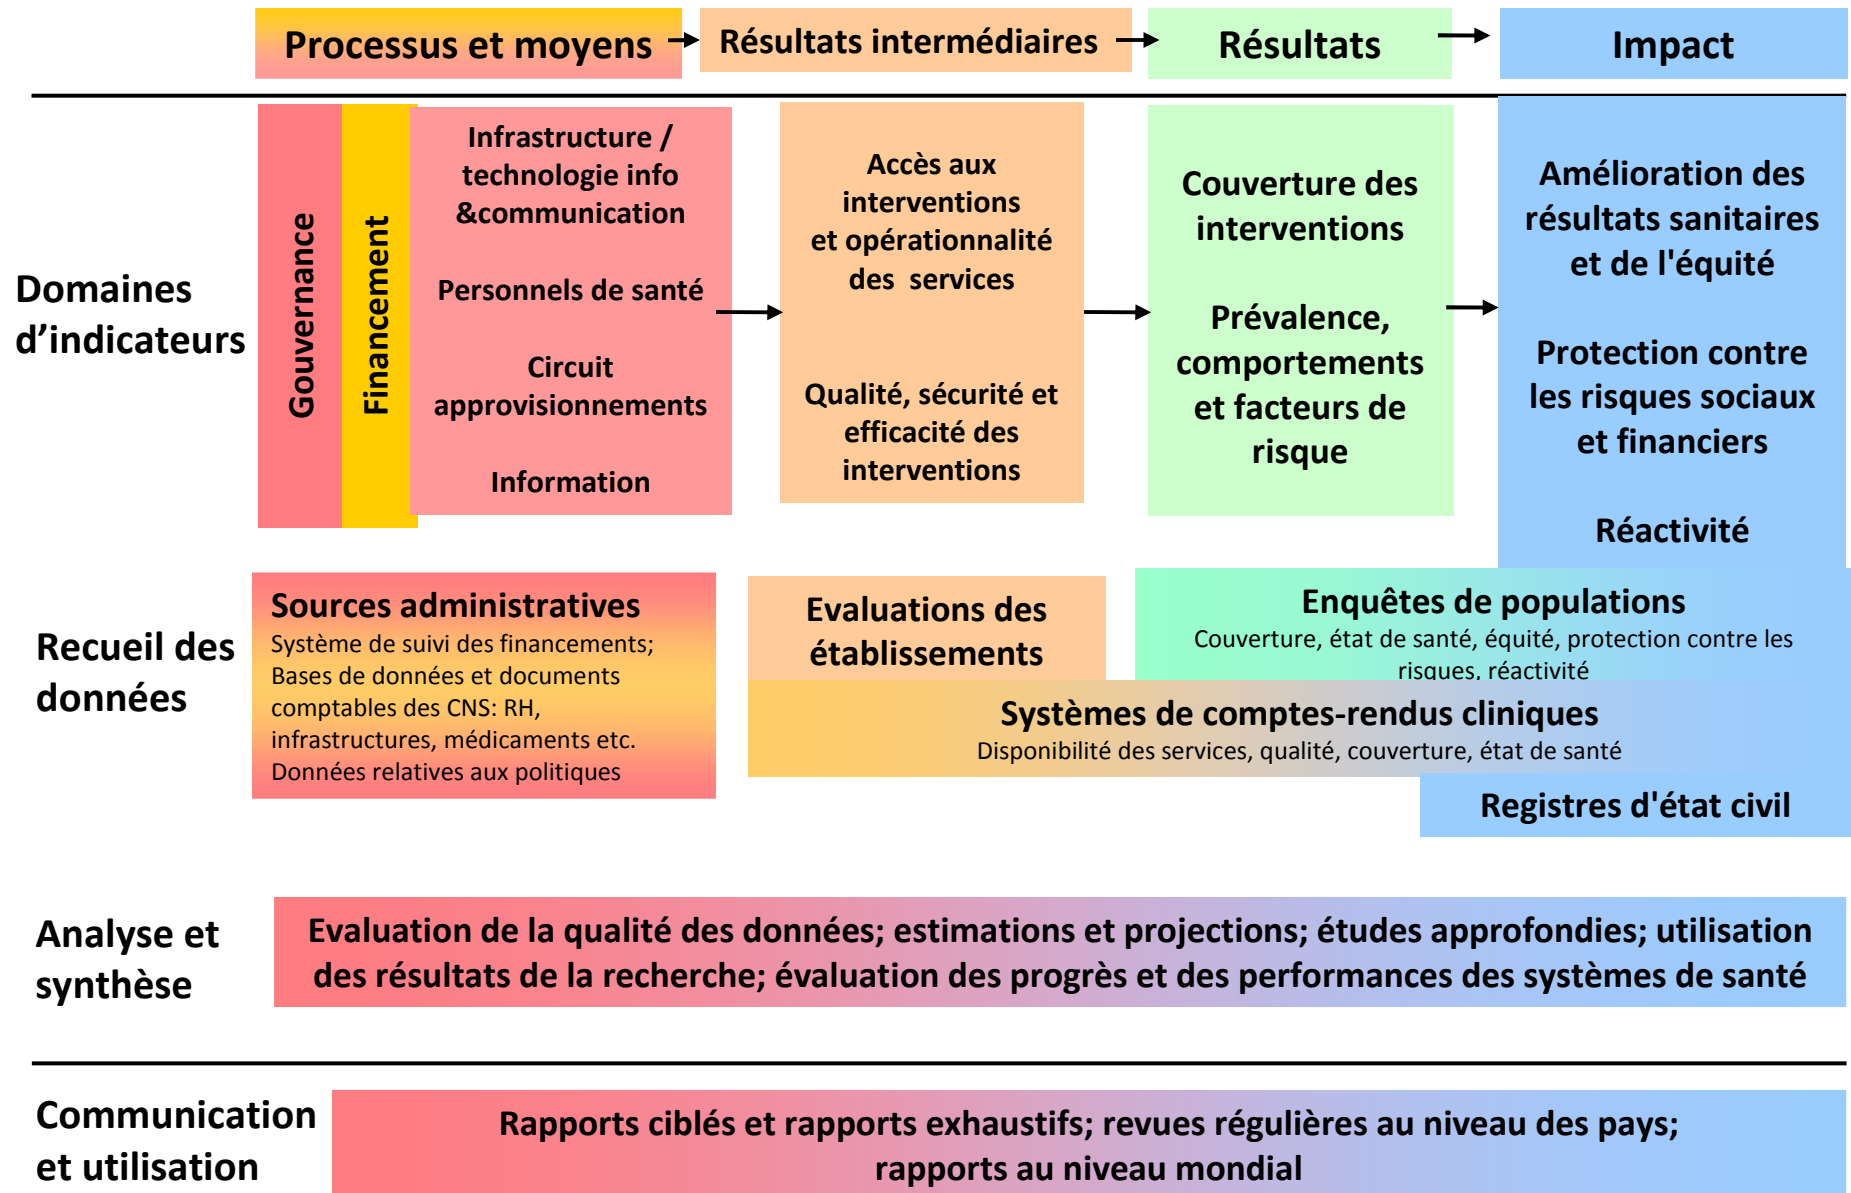 Processus et moyens
Résultats intermédiaires
Résultats
Impact
Domaines
d’indicateurs
Gouvernance
Financement
Infrastructure /
technologie info
&communication
Personnels de santé
Circuit
approvisionnements
Information
Accès aux
interventions
et opérationnalité
des services
Qualité, sécurité et
efficacité des
interventions
Couverture des
interventions
Prévalence,
comportements
et facteurs de
risque
Amélioration des
résultats sanitaires
et de l'équité
Protection contre
les risques sociaux
et financiers
Réactivité
Recueil des
données
Sources administratives
Système de suivi des financements;
Bases de données et documents
comptables des CNS: RH,
infrastructures, médicaments etc.
Données relatives aux politiques
Evaluations des
établissements
Enquêtes de populations
Couverture, état de santé, équité, protection contre les
risques, réactivité
Systèmes de comptes-rendus cliniques
Disponibilité des services, qualité, couverture, état de santé
Registres d'état civil
Analyse et
synthèse
Evaluation de la qualité des données; estimations et projections; études approfondies; utilisation
des résultats de la recherche; évaluation des progrès et des performances des systèmes de santé
Communication
et utilisation
Rapports ciblés et rapports exhaustifs; revues régulières au niveau des pays;
rapports au niveau mondial